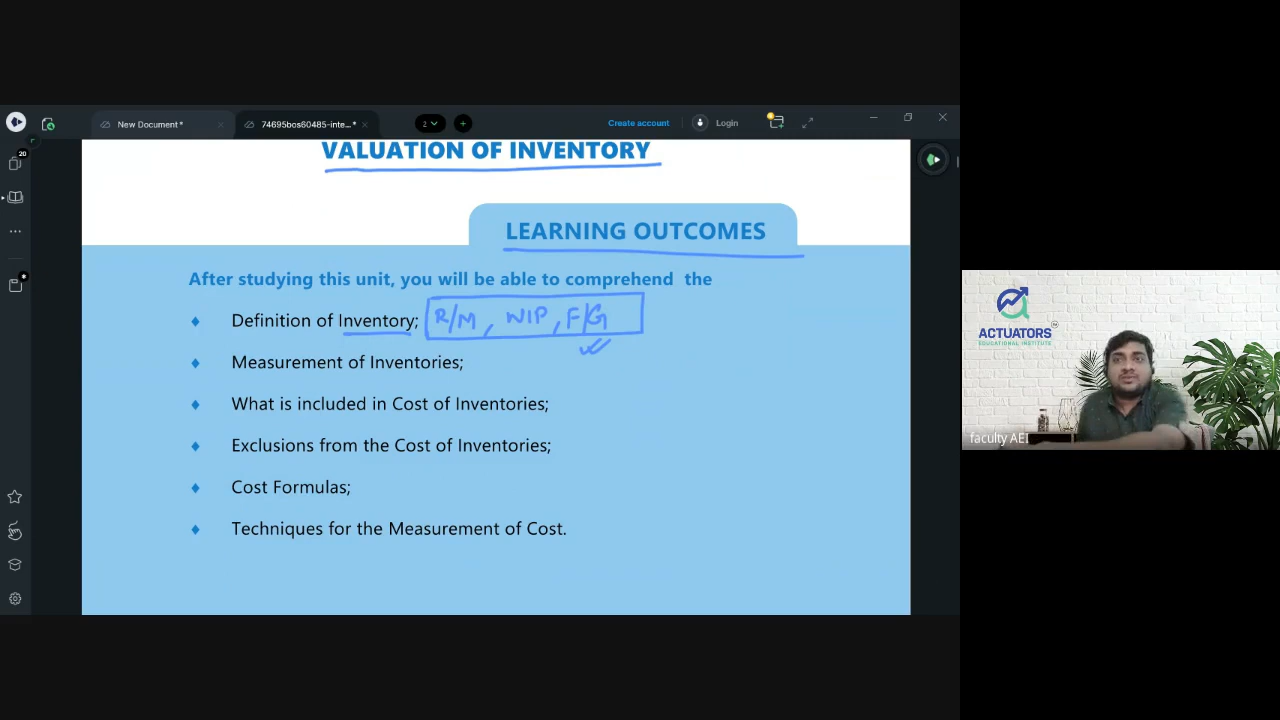 New Document*
74695bos60485-inte...*
2
Create account
Login
20
VALUATION OF INVENTORY
LEARNING OUTCOMES
After studying this unit, you will be able to comprehend the
Definition of Inventory; R/M, WIP, F/G
Measurement of Inventories;
What is included in Cost of Inventories;
Exclusions from the Cost of Inventories;
Cost Formulas;
Techniques for the Measurement of Cost.
ACTUATORS
EDUCATIONAL INSTITUTE
faculty AEI